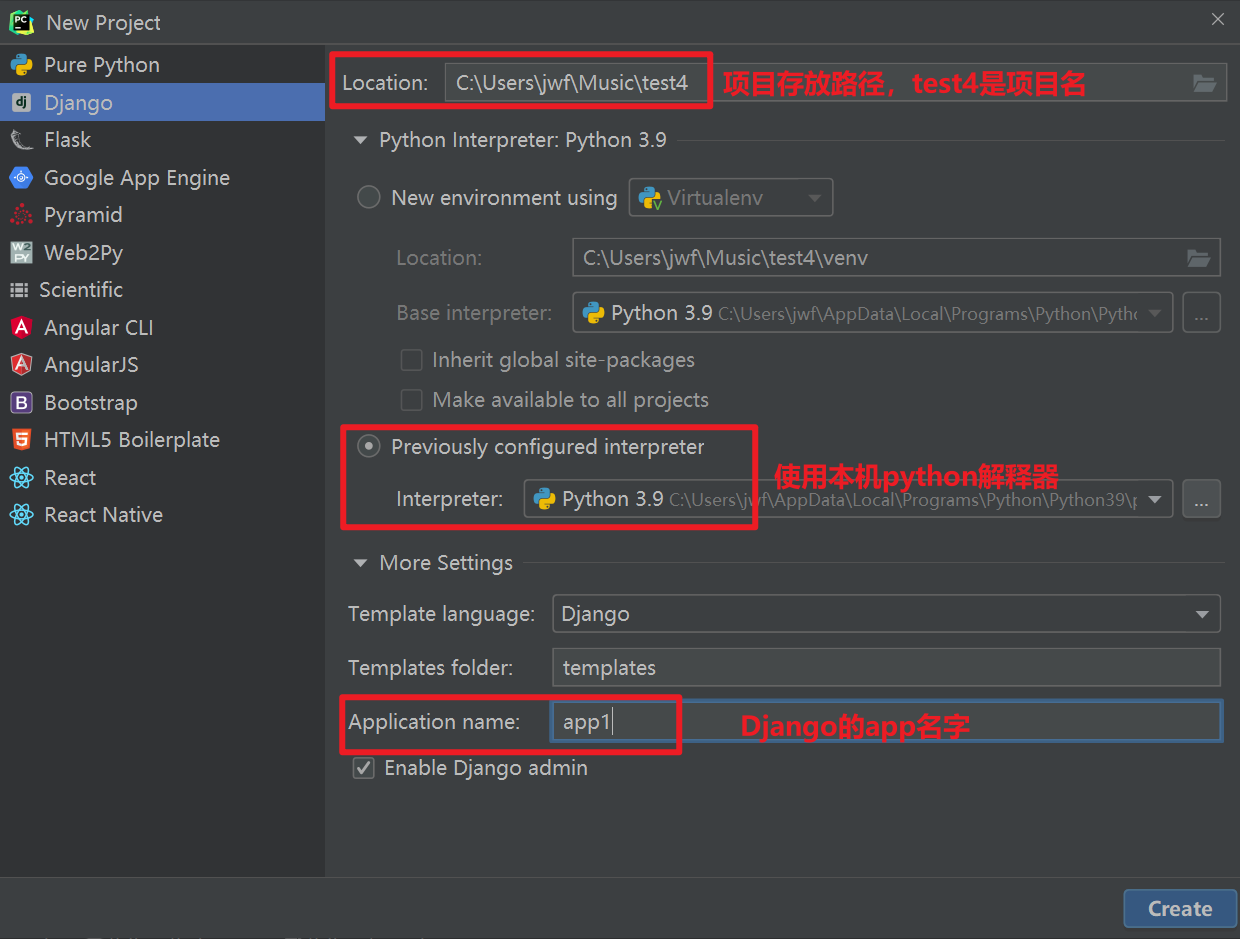 New Project
Pure Python
Django
Flask
Google App Engine
Pyramid
Web2Py
Scientific
Angular CLI
AngularJS
Bootstrap
HTML5 Boilerplate
React
React Native
Location: C:\Users\jwf\Music\test4 项目存放路径，test4是项目名
Python Interpreter: Python 3.9
New environment using Virtualenv
Location: C:\Users\jwf\Music\test4\venv
Base interpreter: Python 3.9 C:\Users\jwf\AppData\Local\Programs\Python\Pytho ...
Inherit global site-packages
Make available to all projects
Previously configured interpreter
使用本机python解释器
Interpreter: Python 3.9 C:\Users\jwf\AppData\Local\Programs\Python\Python39\p ...
More Settings
Template language: Django
Templates folder: templates
Application name: app1 Django的app名字
Enable Django admin
Create